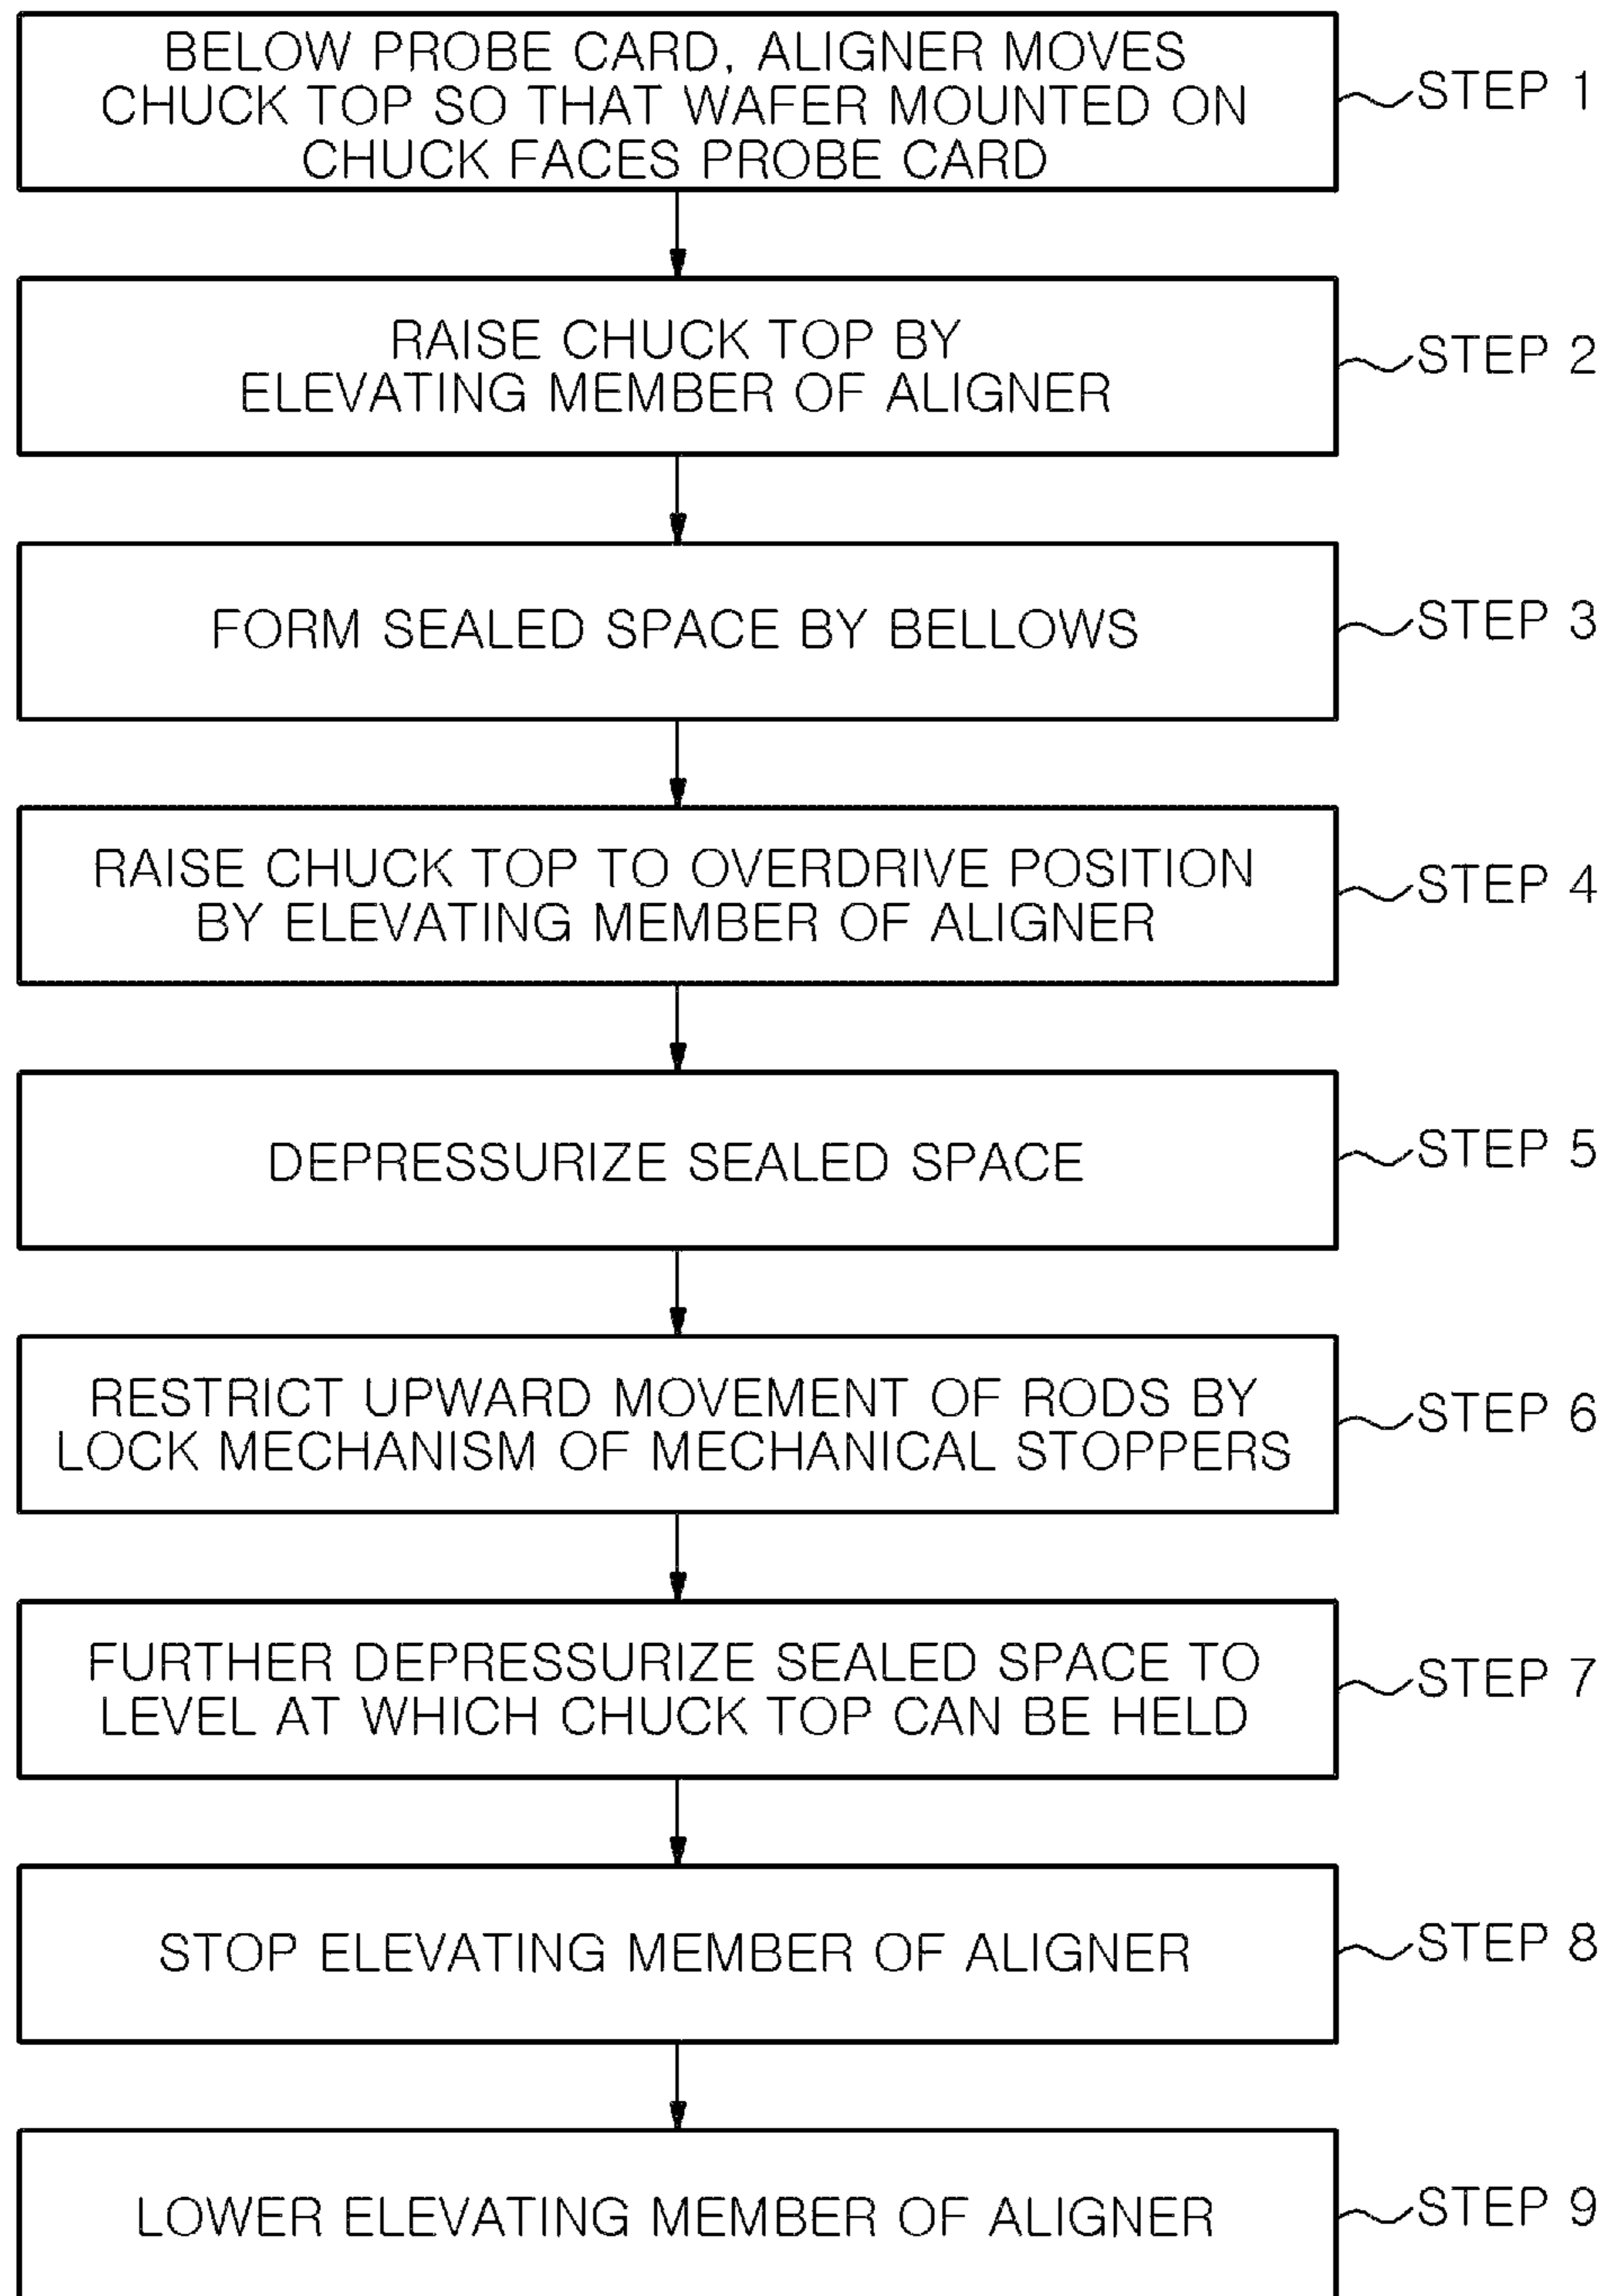 BELOW PROBE CARD, ALIGNER MOVES
CHUCK TOP SO THAT WAFER MOUNTED ON
CHUCK FACES PROBE CARD
STEP 1
RAISE CHUCK TOP BY
ELEVATING MEMBER OF ALIGNER
STEP 2
FORM SEALED SPACE BY BELLOWS
STEP 3
RAISE CHUCK TOP TO OVERDRIVE POSITION
BY ELEVATING MEMBER OF ALIGNER
STEP 4
DEPRESSURIZE SEALED SPACE
STEP 5
RESTRICT UPWARD MOVEMENT OF RODS BY
LOCK MECHANISM OF MECHANICAL STOPPERS
STEP 6
FURTHER DEPRESSURIZE SEALED SPACE TO
LEVEL AT WHICH CHUCK TOP CAN BE HELD
STEP 7
STOP ELEVATING MEMBER OF ALIGNER
STEP 8
LOWER ELEVATING MEMBER OF ALIGNER
STEP 9